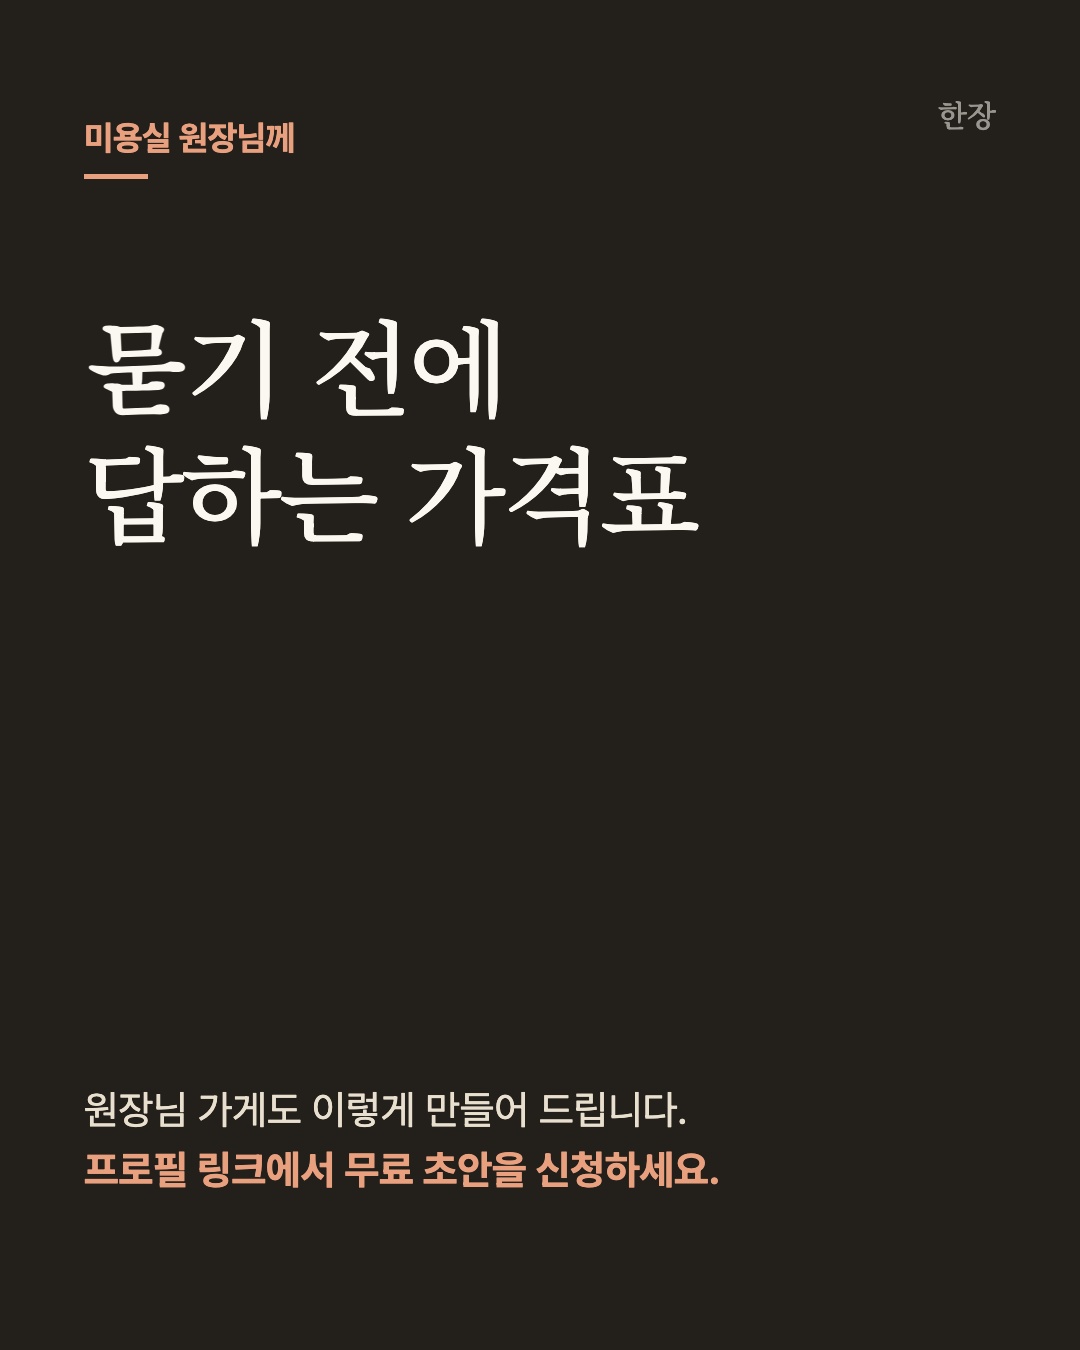 미용실 원장님께
한장
묻기 전에
답하는 가격표
원장님 가게도 이렇게 만들어 드립니다.
프로필 링크에서 무료 초안을 신청하세요.